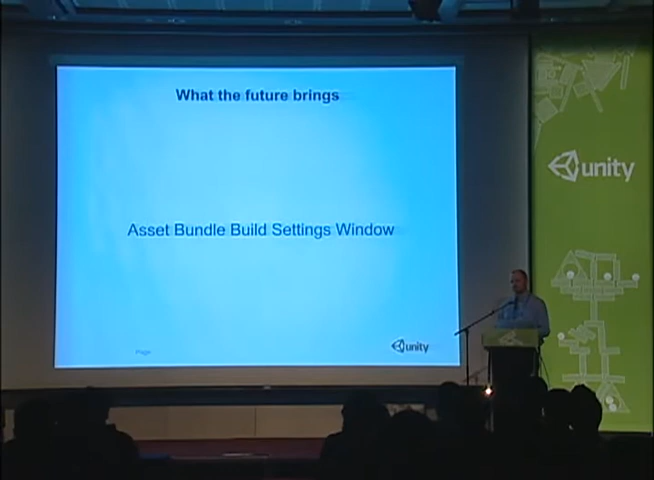 What the future brings
Asset Bundle Build Settings Window
Page
unity
unity